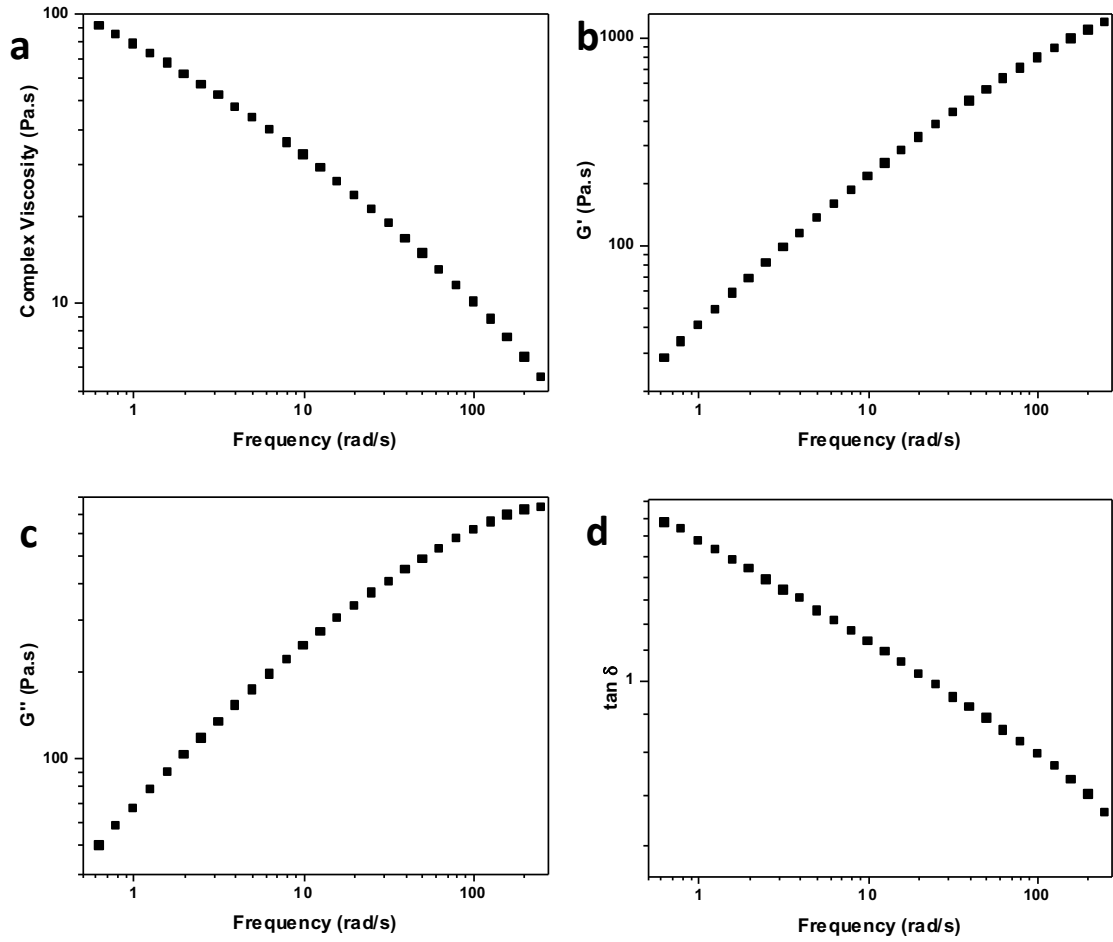 a
100
10
Complex Viscosity (Pa.s)
1 10 100
Frequency (rad/s)
b
1000
100
G' (Pa.s)
1 10 100
Frequency (rad/s)
c
100
G'' (Pa.s)
1 10 100
Frequency (rad/s)
d
1
tan δ
1 10 100
Frequency (rad/s)